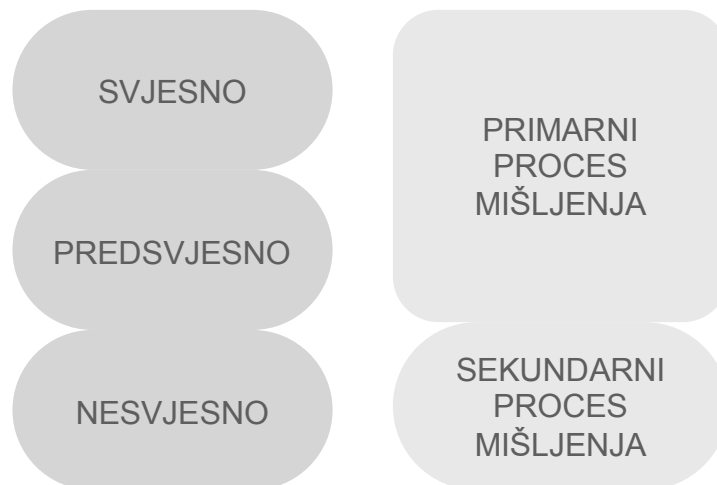 SVJESNO
PREDSVJESNO
NESVJESNO
PRIMARNI
PROCES
MIŠLJENJA
SEKUNDARNI
PROCES
MIŠLJENJA